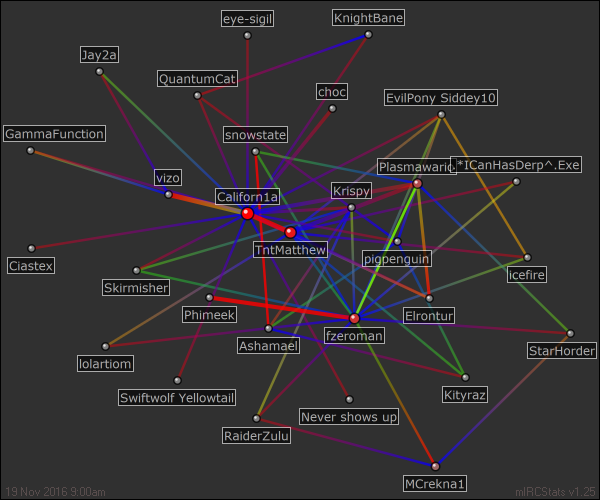 eye-sigil
KnightBane
Jay2a
QuantumCat
choc
EvilPony Siddey10
GammaFunction
snowstate
Plasmawario
*ICanHasDerp^.Exe
vizo
Californ1a
Krispy
TntMatthew
pigpenguin
Ciastex
Icefire
Skirmisher
Phimeek
Elrontur
fzeroman
Ashamael
StarHorder
lolartiom
Kityraz
Swiftwolf Yellowtail
Never shows up
RaiderZulu
MCrekna1
19 Nov 2016 9:00am
mIRCStats v1.25